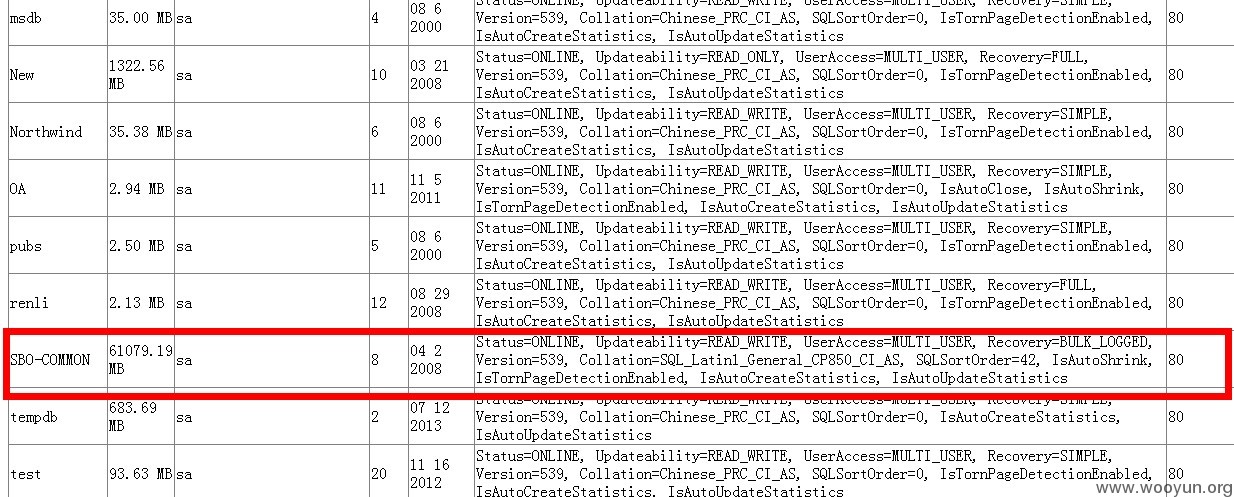 Status=ONLINE, Updateability=READ_WRITE, UserAccess=MULTI_USER, Recovery=SIMPLE,
msdb 35.00 MB sa 4 08 6 2000 Version=539, Collation=Chinese_PRC_CI_AS, SQLSortOrder=0, IsTornPageDetectionEnabled, 80
IsAutoCreateStatistics, IsAutoUpdateStatistics
Status=ONLINE, Updateability=READ_ONLY, UserAccess=MULTI_USER, Recovery=FULL,
New 1322.56 MB sa 10 03 21 2008 Version=539, Collation=Chinese_PRC_CI_AS, SQLSortOrder=0, IsTornPageDetectionEnabled, 80
IsAutoCreateStatistics, IsAutoUpdateStatistics
Status=ONLINE, Updateability=READ_WRITE, UserAccess=MULTI_USER, Recovery=SIMPLE,
Northwind 35.38 MB sa 6 08 6 2000 Version=539, Collation=Chinese_PRC_CI_AS, SQLSortOrder=0, IsTornPageDetectionEnabled, 80
IsAutoCreateStatistics, IsAutoUpdateStatistics
Status=ONLINE, Updateability=READ_WRITE, UserAccess=MULTI_USER, Recovery=SIMPLE,
OA 2.94 MB sa 11 11 5 2011 Version=539, Collation=Chinese_PRC_CI_AS, SQLSortOrder=0, IsAutoClose, IsAutoShrink, 80
IsTornPageDetectionEnabled, IsAutoCreateStatistics, IsAutoUpdateStatistics
Status=ONLINE, Updateability=READ_WRITE, UserAccess=MULTI_USER, Recovery=SIMPLE,
pubs 2.50 MB sa 5 08 6 2000 Version=539, Collation=Chinese_PRC_CI_AS, SQLSortOrder=0, IsTornPageDetectionEnabled, 80
IsAutoCreateStatistics, IsAutoUpdateStatistics
Status=ONLINE, Updateability=READ_WRITE, UserAccess=MULTI_USER, Recovery=FULL,
renli 2.13 MB sa 12 08 29 2008 Version=539, Collation=Chinese_PRC_CI_AS, SQLSortOrder=0, IsTornPageDetectionEnabled, 80
IsAutoCreateStatistics, IsAutoUpdateStatistics
Status=ONLINE, Updateability=READ_WRITE, UserAccess=MULTI_USER, Recovery=BULK_LOGGED,
SBO-COMMON 61079.19 MB sa 8 04 2 2008 Version=539, Collation=SQL_Latin1_General_CP850_CI_AS, SQLSortOrder=42, IsAutoShrink, 80
IsTornPageDetectionEnabled, IsAutoCreateStatistics, IsAutoUpdateStatistics
Status=ONLINE, Updateability=READ_WRITE, UserAccess=MULTI_USER, Recovery=SIMPLE,
tempdb 683.69 MB sa 2 07 12 2013 Version=539, Collation=Chinese_PRC_CI_AS, SQLSortOrder=0, IsAutoCreateStatistics, 80
IsAutoUpdateStatistics
Status=ONLINE, Updateability=READ_WRITE, UserAccess=MULTI_USER, Recovery=SIMPLE,
test 93.63 MB sa 20 11 16 2012 Version=539, Collation=Chinese_PRC_CI_AS, SQLSortOrder=0, IsTornPageDetectionEnabled, 80
IsAutoCreateStatistics, IsAutoUpdateStatistics
www.wooyun.org